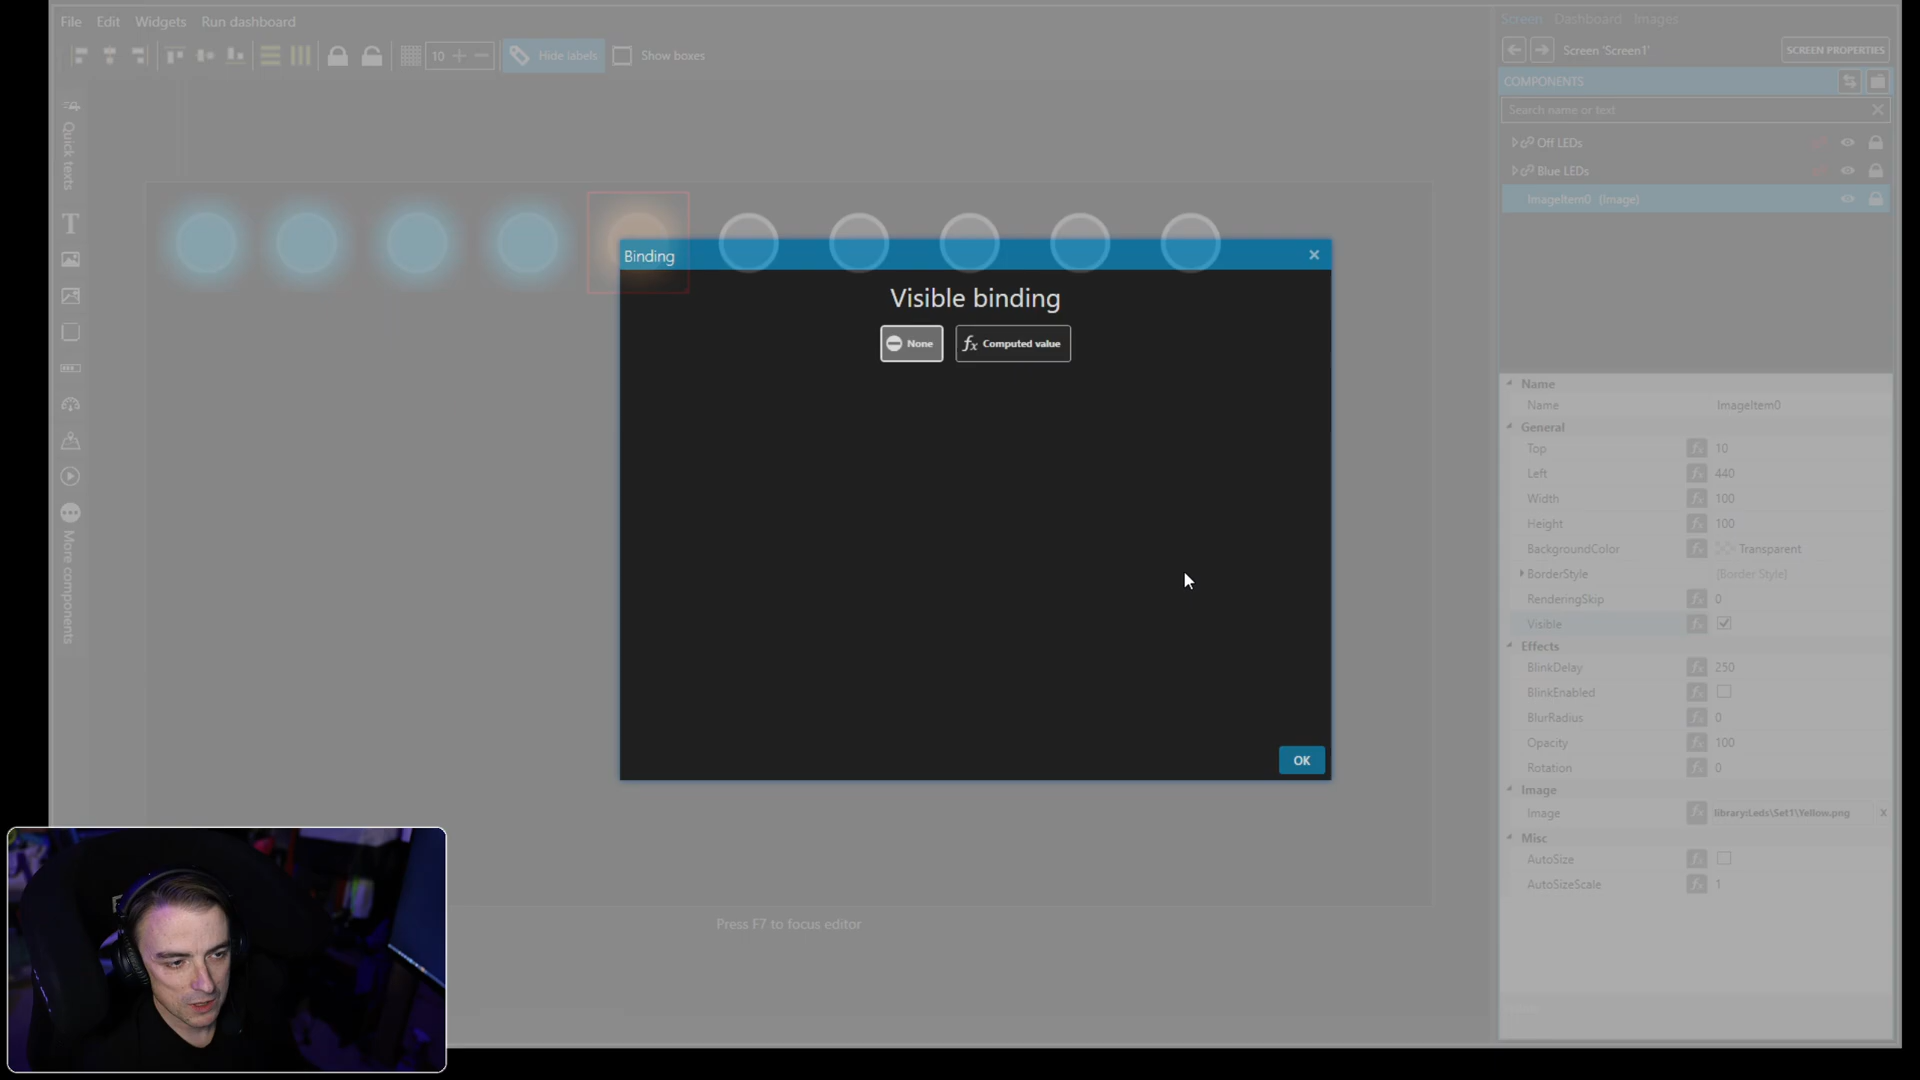 File Edit Widgets Run dashboard
10 Hide labels Show boxes
Quick texts
More components
Screen Dashboard Images
Screen 'Screen1' SCREEN PROPERTIES
COMPONENTS
Search name or text
Off LEDs
Blue LEDs
ImageItem0 (Image)
Binding
Visible binding
None Computed value
OK
Press F7 to focus editor
Name
Name ImageItem0
General
Top 10
Left 440
Width 100
Height 100
BackgroundColor Transparent
BorderStyle (Border Style)
RenderingSkip 0
Visible
Effects
BlinkDelay 250
BlinkEnabled
BlurRadius 0
Opacity 100
Rotation 0
Image
Image library:Leds\Set1\Yellow.png x
Misc
AutoSize
AutoSizeScale 1